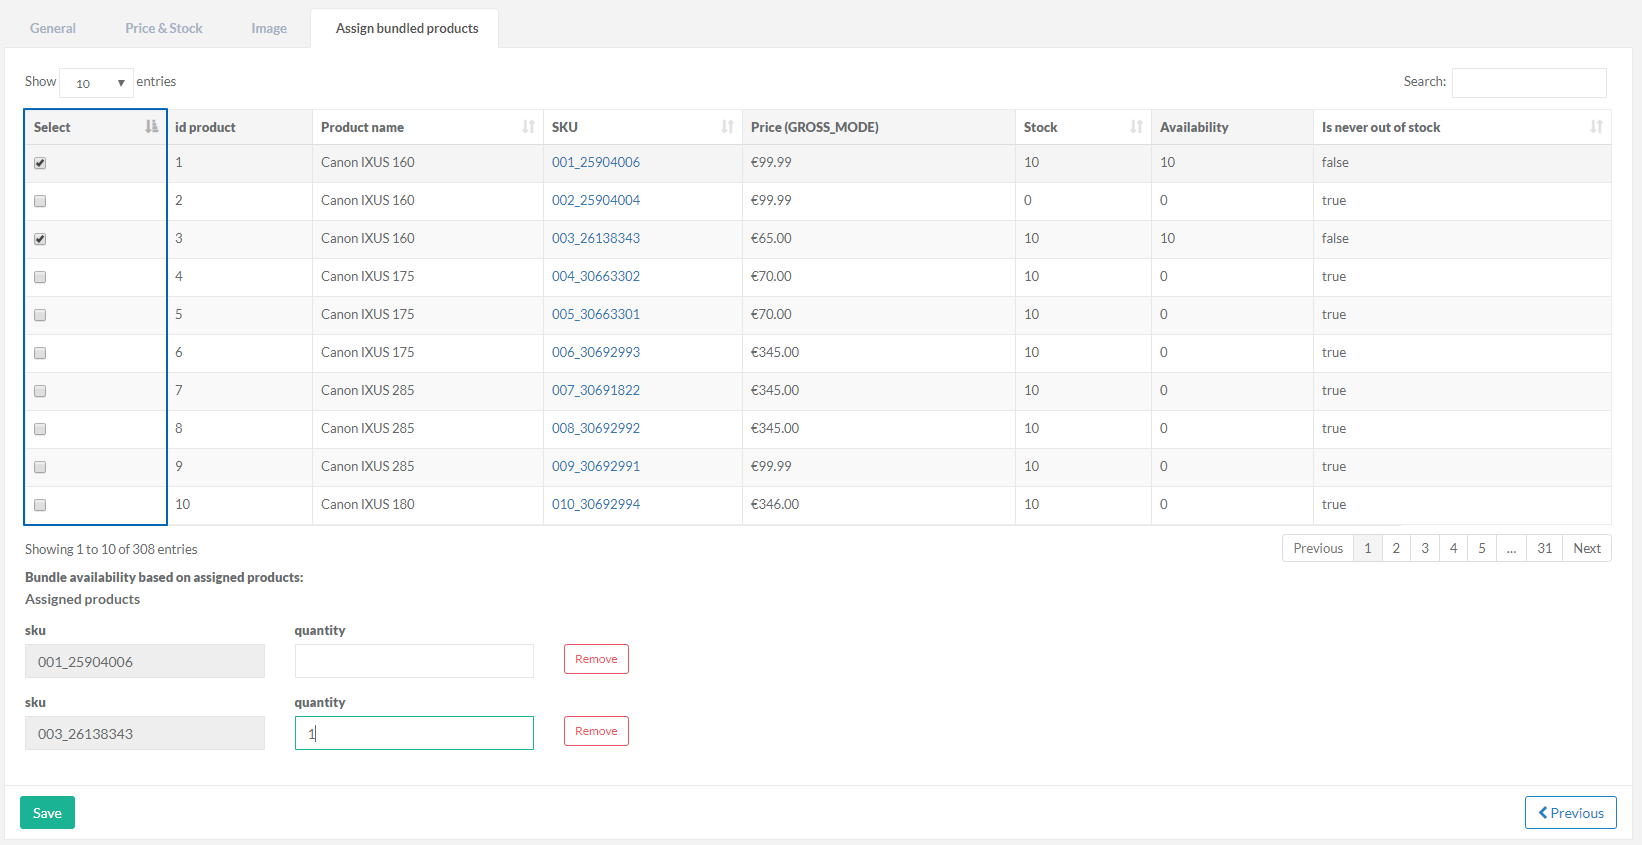 General Price & Stock Image Assign bundled products
Show 10 entries Search:
Select id product Product name SKU Price (GROSS_MODE) Stock Availability Is never out of stock
1 Canon IXUS 160 001_25904006 €99.99 10 10 false
2 Canon IXUS 160 002_25904004 €99.99 0 0 true
3 Canon IXUS 160 003_26138343 €65.00 10 10 false
4 Canon IXUS 175 004_30663302 €70.00 10 0 true
5 Canon IXUS 175 005_30663301 €70.00 10 0 true
6 Canon IXUS 175 006_30692993 €345.00 10 0 true
7 Canon IXUS 285 007_30691822 €345.00 10 0 true
8 Canon IXUS 285 008_30692992 €345.00 10 0 true
9 Canon IXUS 285 009_30692991 €99.99 10 0 true
10 Canon IXUS 180 010_30692994 €346.00 10 0 true
Showing 1 to 10 of 308 entries Previous 1 2 3 4 5 ... 31 Next
Bundle availability based on assigned products:
Assigned products
sku quantity
001_25904006 Remove
sku quantity
003_26138343 1 Remove
Save Previous